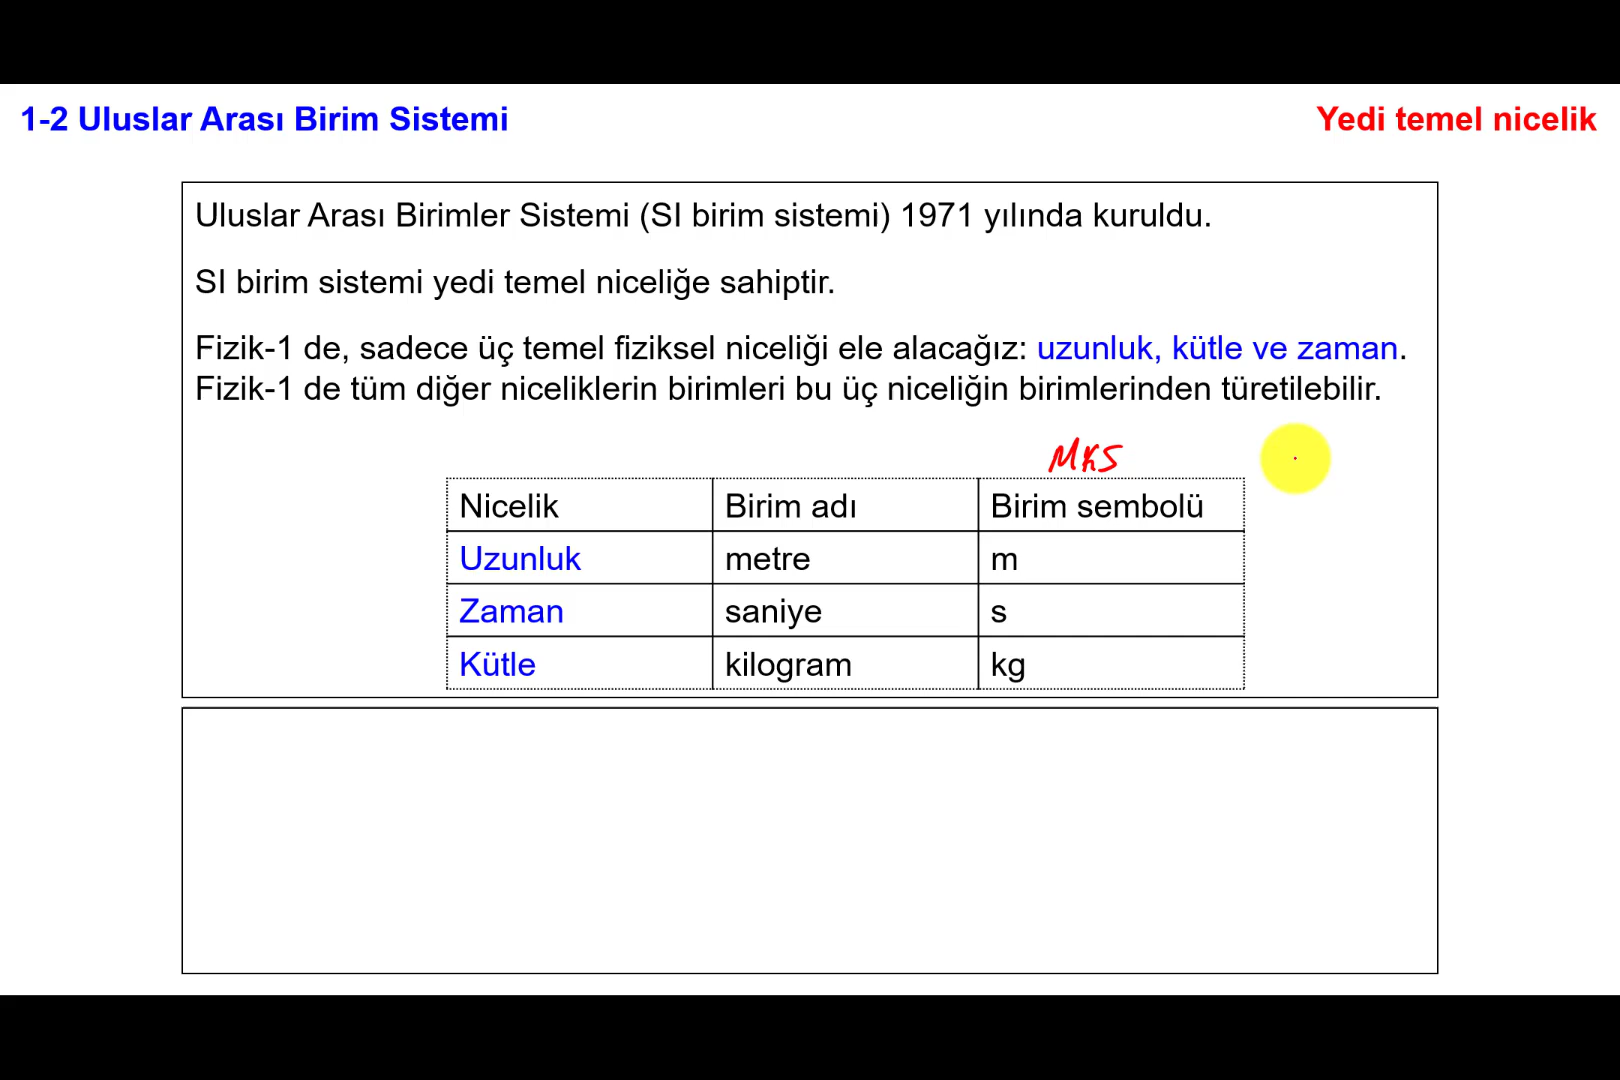 1-2 Uluslar Arası Birim Sistemi
Yedi temel nicelik
Uluslar Arası Birimler Sistemi (SI birim sistemi) 1971 yılında kuruldu.
SI birim sistemi yedi temel niceliğe sahiptir.
Fizik-1 de, sadece üç temel fiziksel niceliği ele alacağız: uzunluk, kütle ve zaman.
Fizik-1 de tüm diğer niceliklerin birimleri bu üç niceliğin birimlerinden türetilebilir.
MKS
Nicelik Birim adı Birim sembolü
Uzunluk metre m
Zaman saniye s
Kütle kilogram kg